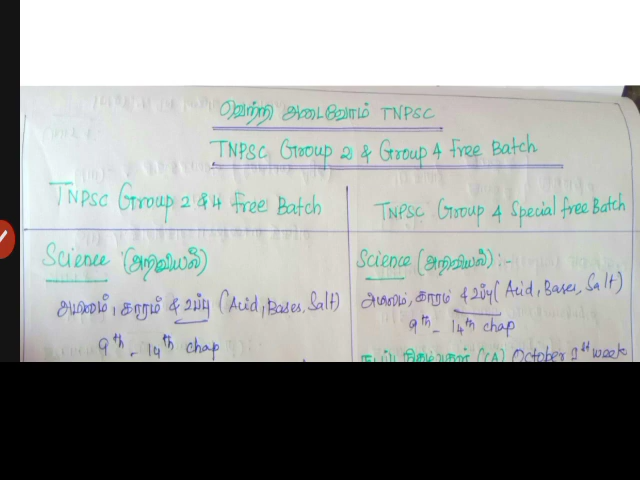 வெற்றி அடைவோம் TNPSC
TNPSC Group 2 & Group 4 Free Batch
TNPSC Group 2 & 4 Free Batch
Science (அறிவியல்)
அமிலம், காரம் & உப்பு (Acid, Bases, Salt)
9th - 14th chap
TNPSC Group 4 Special free Batch
Science (அறிவியல்) :-
அமிலம், காரம் & உப்பு (Acid, Bases, Salt)
9th - 14th chap
நடப்பு நிகழ்வுகள் (CA) October 1st week